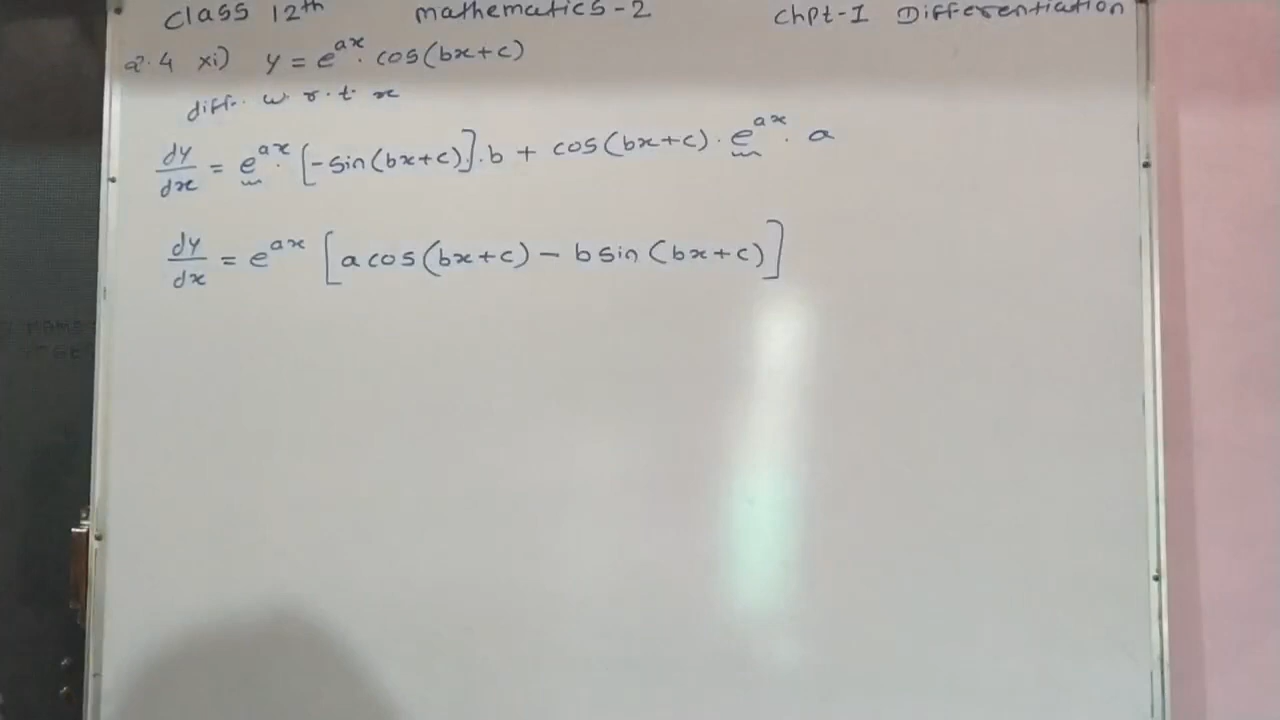 Class 12th mathematics-2 Chpt-1 Differentiation
Q.4 xi) y = e^{ax} . cos(bx+c)
diff. w r.t. x
dy/dx = e^{ax} . [-sin(bx+c)] . b + cos(bx+c) . e^{ax} . a
dy/dx = e^{ax} [a cos(bx+c) - b sin(bx+c)]